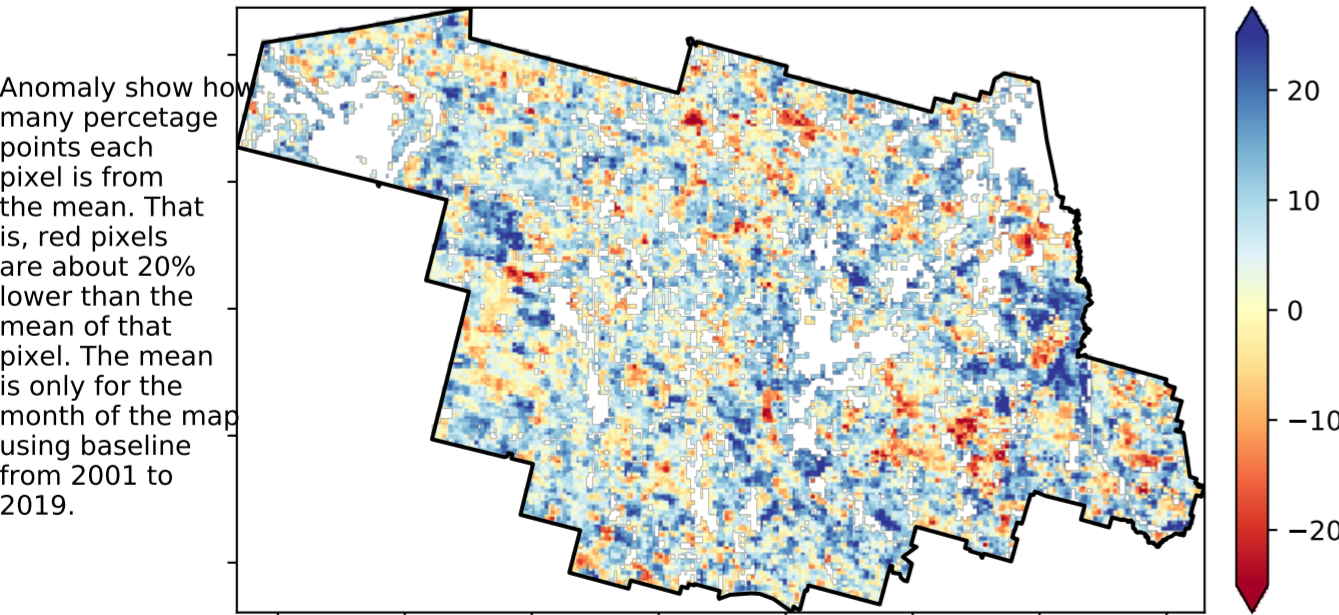 Anomaly show how
many percetage
points each
pixel is from
the mean. That
is, red pixels
are about 20%
lower than the
mean of that
pixel. The mean
is only for the
month of the map
using baseline
from 2001 to
2019.
20
10
0
−10
−20